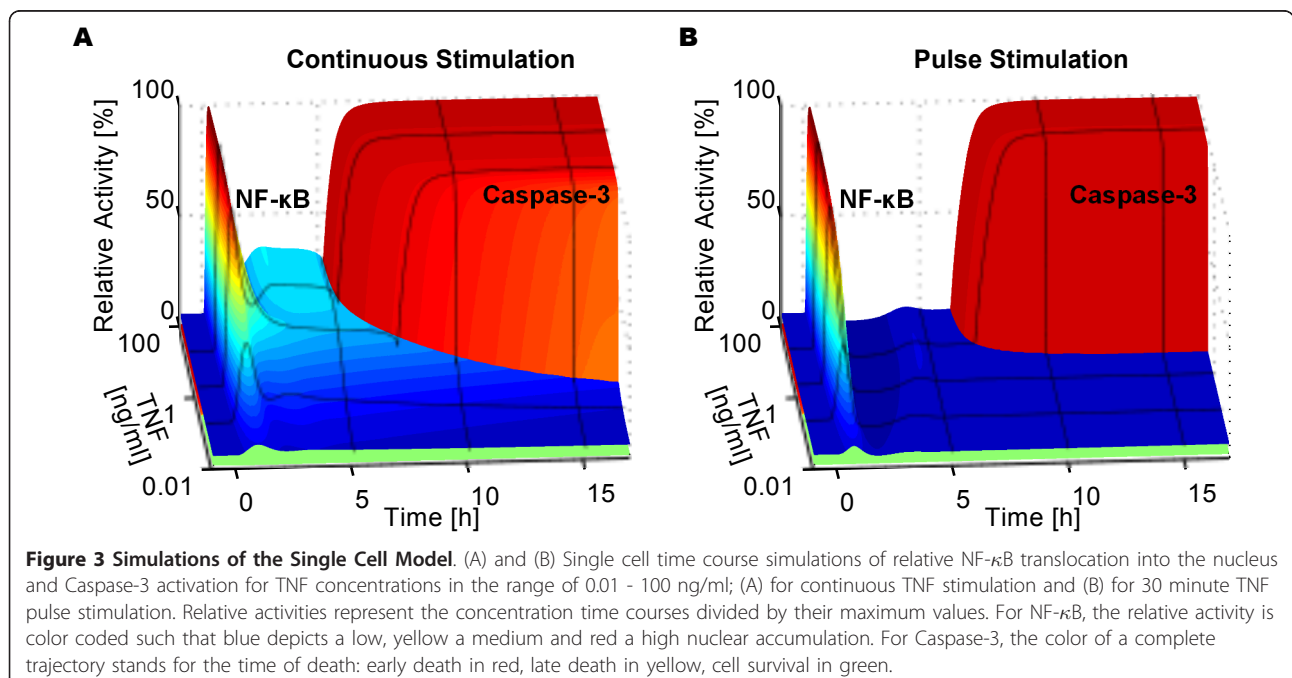 A
Continuous Stimulation
Relative Activity [%]
100
50
0
NF-κB
Caspase-3
100
1
0.01
TNF
[ng/ml]
0
5
10
15
Time [h]
B
Pulse Stimulation
Relative Activity [%]
100
50
0
NF-κB
Caspase-3
100
1
0.01
TNF
[ng/ml]
0
5
10
15
Time [h]
Figure 3 Simulations of the Single Cell Model. (A) and (B) Single cell time course simulations of relative NF-κB translocation into the nucleus
and Caspase-3 activation for TNF concentrations in the range of 0.01 - 100 ng/ml; (A) for continuous TNF stimulation and (B) for 30 minute TNF
pulse stimulation. Relative activities represent the concentration time courses divided by their maximum values. For NF-κB, the relative activity is
color coded such that blue depicts a low, yellow a medium and red a high nuclear accumulation. For Caspase-3, the color of a complete
trajectory stands for the time of death: early death in red, late death in yellow, cell survival in green.